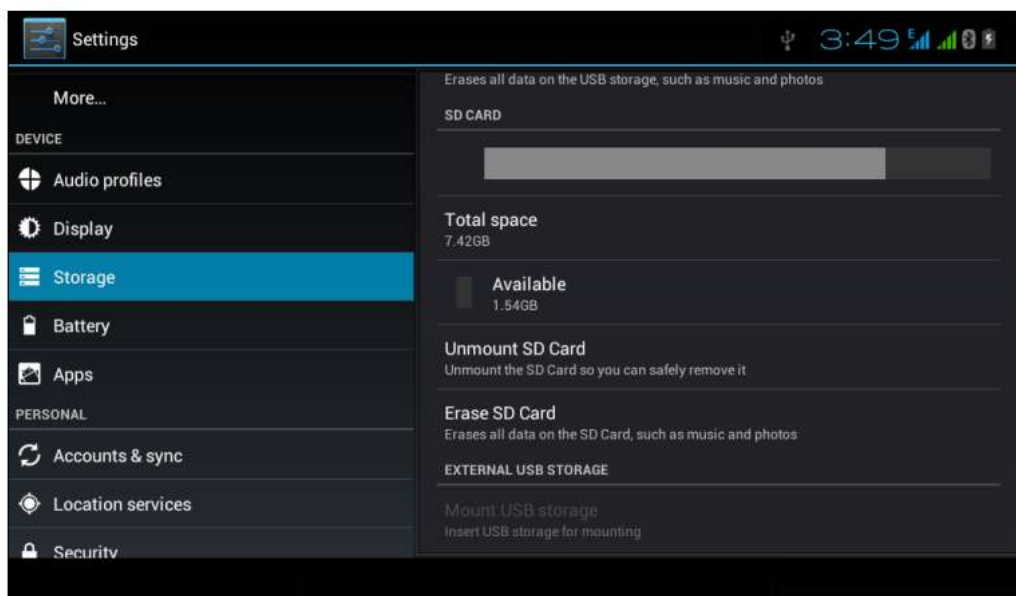 Settings
3:49
E
More...
DEVICE
Audio profiles
Display
Storage
Battery
Apps
PERSONAL
Accounts & sync
Location services
Security
Erases all data on the USB storage, such as music and photos
SD CARD
Total space
7.42GB
Available
1.54GB
Unmount SD Card
Unmount the SD Card so you can safely remove it
Erase SD Card
Erases all data on the SD Card, such as music and photos
EXTERNAL USB STORAGE
Mount USB storage
Insert USB storage for mounting